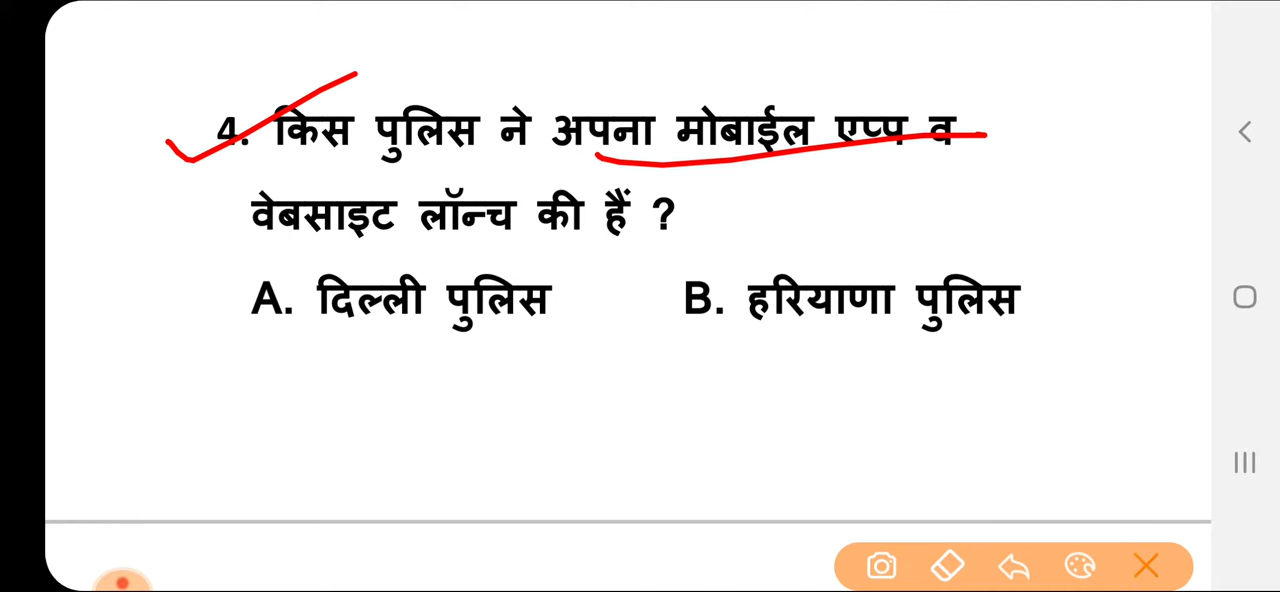 4. किस पुलिस ने अपना मोबाईल एप्प व
वेबसाइट लॉन्च की हैं ?
A. दिल्ली पुलिस B. हरियाणा पुलिस